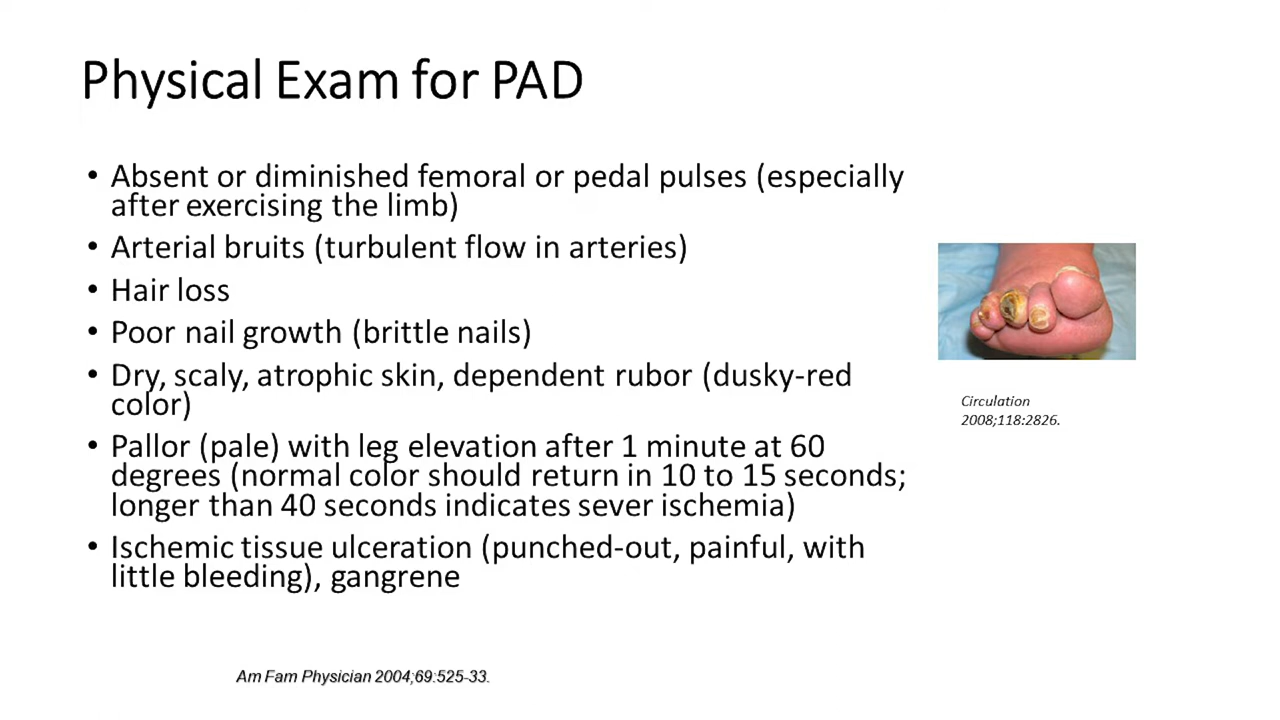 Physical Exam for PAD
• Absent or diminished femoral or pedal pulses (especially
after exercising the limb)
• Arterial bruits (turbulent flow in arteries)
• Hair loss
• Poor nail growth (brittle nails)
• Dry, scaly, atrophic skin, dependent rubor (dusky-red
color)
• Pallor (pale) with leg elevation after 1 minute at 60
degrees (normal color should return in 10 to 15 seconds;
longer than 40 seconds indicates sever ischemia)
• Ischemic tissue ulceration (punched-out, painful, with
little bleeding), gangrene
Circulation
2008;118:2826.
Am Fam Physician 2004;69:525-33.